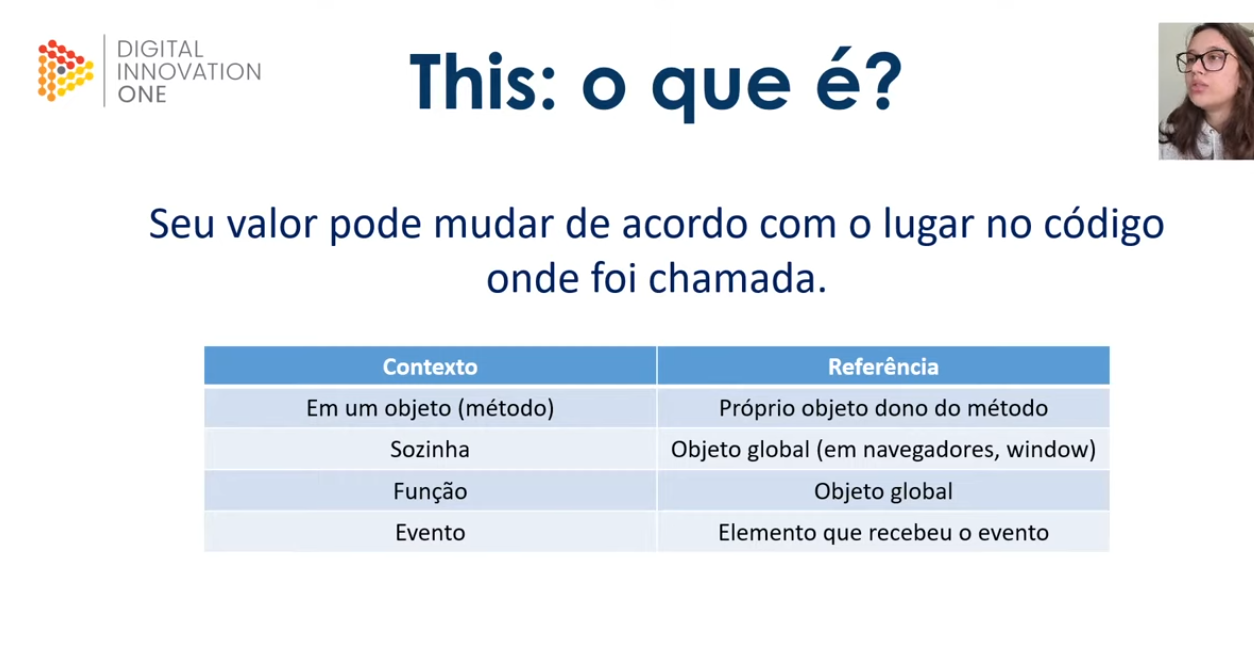 DIGITAL
INNOVATION
ONE
This: o que é?
Seu valor pode mudar de acordo com o lugar no código
onde foi chamada.
Contexto Referência
Em um objeto (método) Próprio objeto dono do método
Sozinha Objeto global (em navegadores, window)
Função Objeto global
Evento Elemento que recebeu o evento